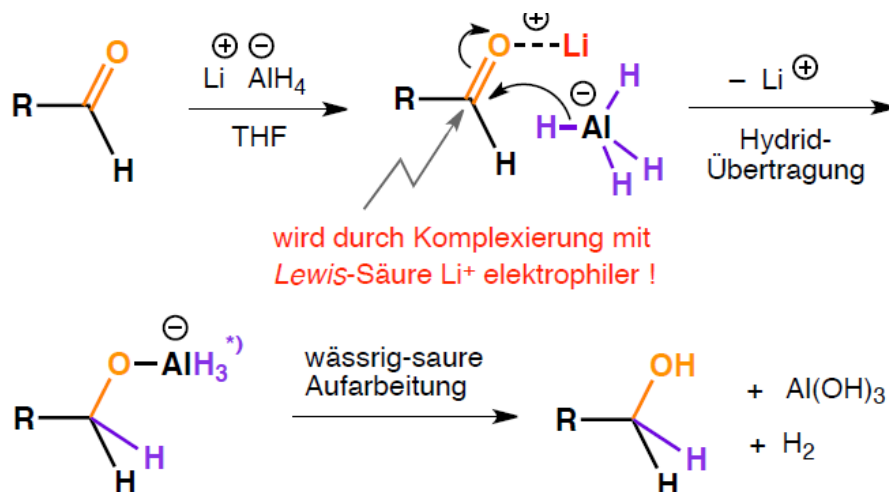 O
R
H
Li⊕ AlH4⊖
THF
O---Li ⊕
R
H
H-Al ⊖
H
H
H
– Li ⊕
Hydrid-
Übertragung
wird durch Komplexierung mit
Lewis-Säure Li+ elektrophiler !
O–AlH3*) ⊖
R
H
H
wässrig-saure
Aufarbeitung
OH
R
H
H
+ Al(OH)3
+ H2